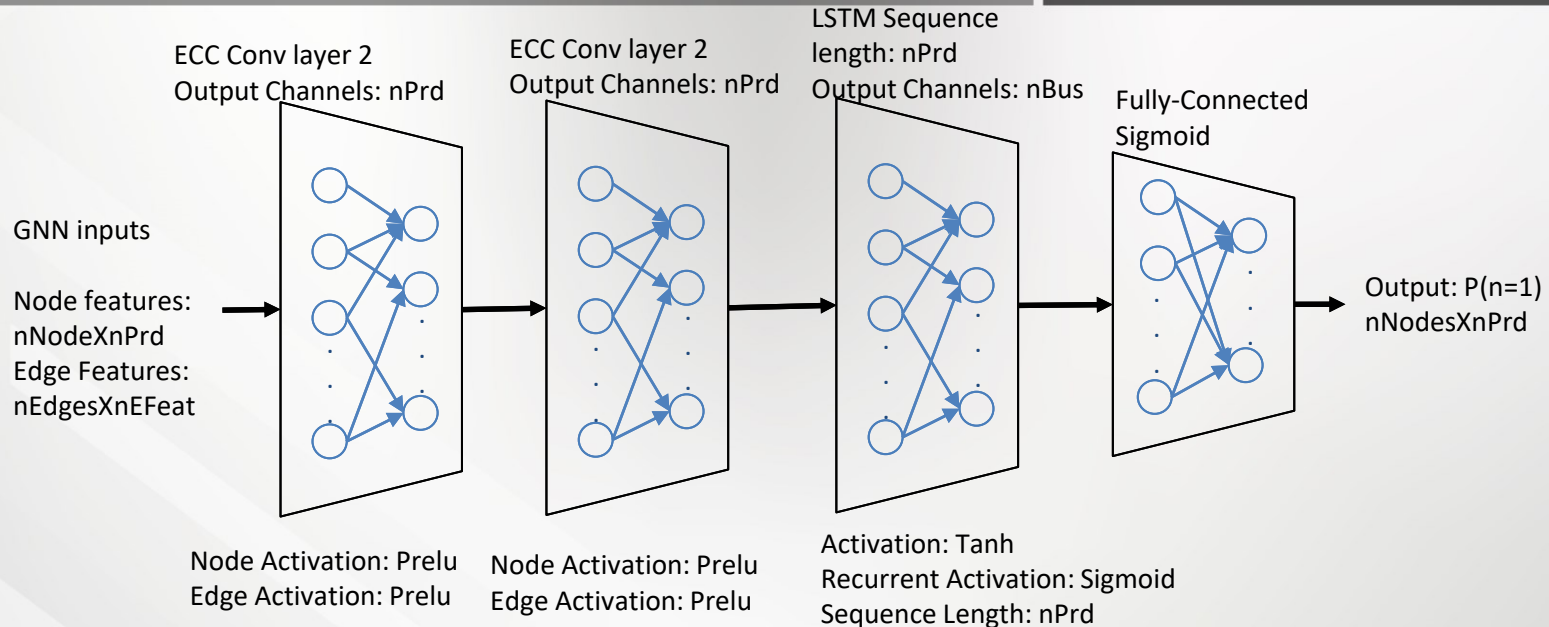 GNN inputs
Node features:
nNodeXnPrd
Edge Features:
nEdgesXnEFeat
ECC Conv layer 2
Output Channels: nPrd
Node Activation: Prelu
Edge Activation: Prelu
ECC Conv layer 2
Output Channels: nPrd
Node Activation: Prelu
Edge Activation: Prelu
LSTM Sequence
length: nPrd
Output Channels: nBus
Activation: Tanh
Recurrent Activation: Sigmoid
Sequence Length: nPrd
Fully-Connected
Sigmoid
Output: P(n=1)
nNodesXnPrd